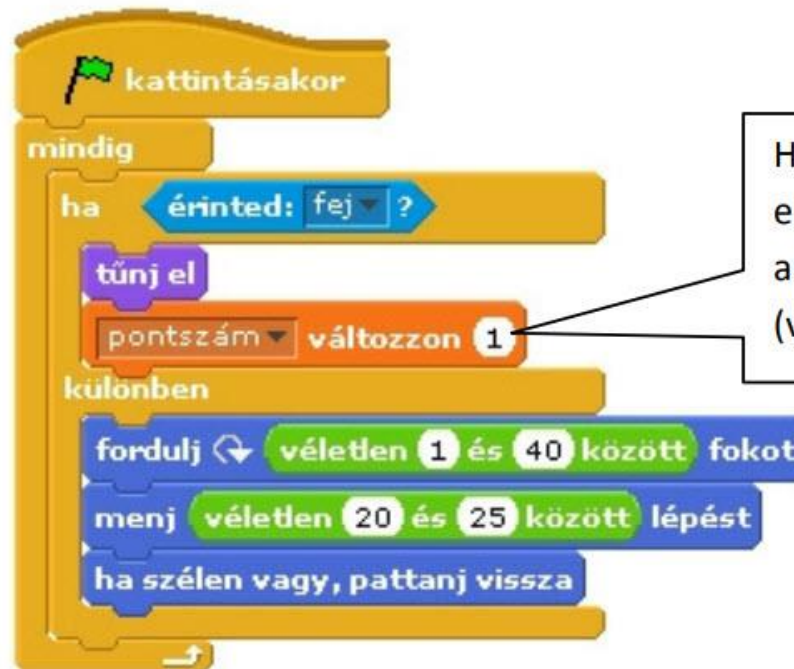 kattintásakor
mindig
ha érinted: fej ?
tűnj el
pontszám változzon 1
különben
fordulj véletlen 1 és 40 között fokot
menj véletlen 20 és 25 között lépést
ha szélen vagy, pattanj vissza
H
e
a
(v